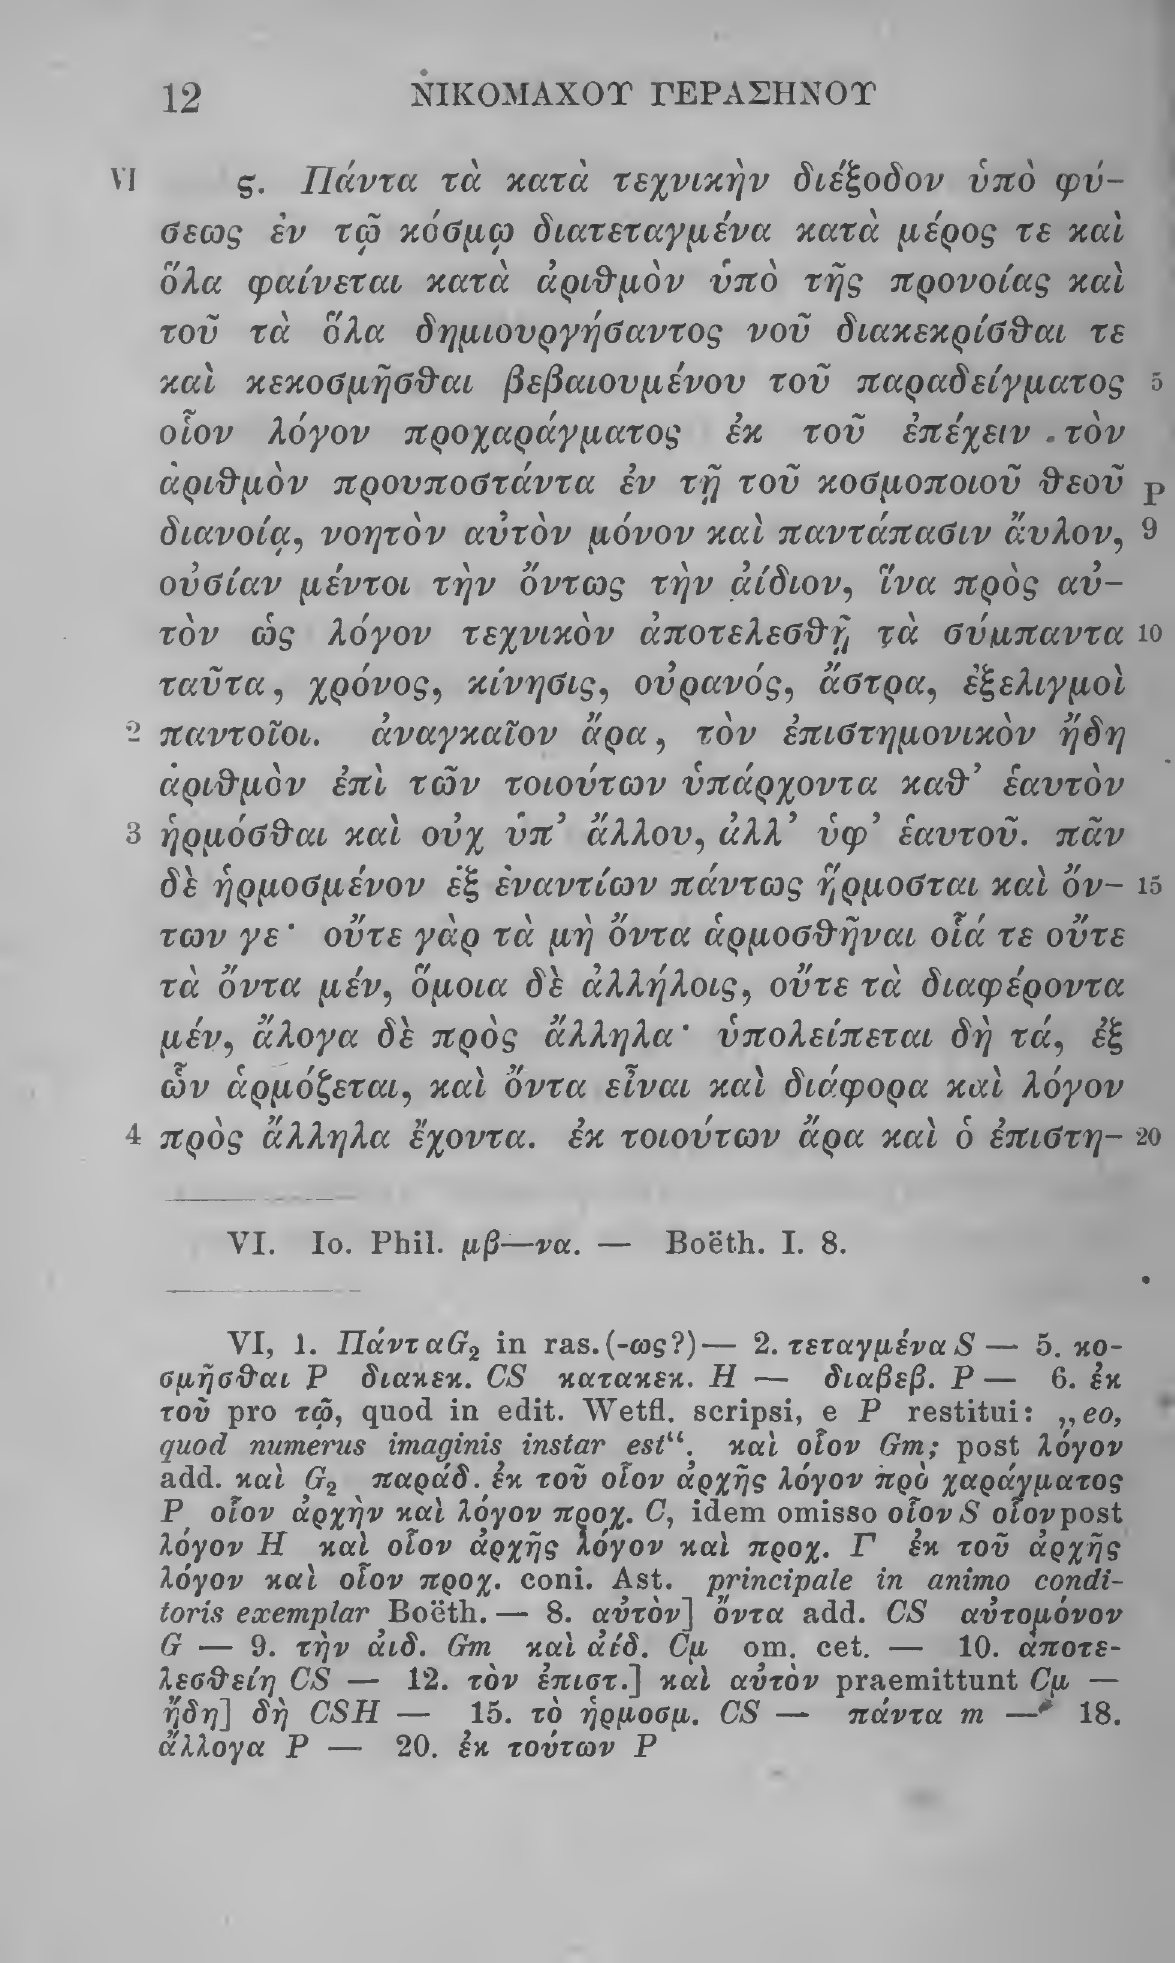 12 ΝΙΚΟΜΑΧΟΥ ΓΕΡΑΣΗΝΟΥ
VI ϛ. Πάντα τὰ κατὰ τεχνικὴν διέξοδον ὑπὸ φύ-
σεως ἐν τῷ κόσμῳ διατεταγμένα κατὰ μέρος τε καὶ
ὅλα φαίνεται κατὰ ἀριθμὸν ὑπὸ τῆς προνοίας καὶ
τοῦ τὰ ὅλα δημιουργήσαντος νοῦ διακεκρίσθαι τε
καὶ κεκοσμῆσθαι βεβαιουμένου τοῦ παραδείγματος 5
οἷον λόγον προχαράγματος ἐκ τοῦ ἐπέχειν τὸν
ἀριθμὸν προυποστάντα ἐν τῇ τοῦ κοσμοποιοῦ θεοῦ P
διανοίᾳ, νοητὸν αὐτὸν μόνον καὶ παντάπασιν ἄυλον, 9
οὐσίαν μέντοι τὴν ὄντως τὴν ἀίδιον, ἵνα πρὸς αὐ-
τὸν ὡς λόγον τεχνικὸν ἀποτελεσθῇ τὰ σύμπαντα 10
ταῦτα, χρόνος, κίνησις, οὐρανός, ἄστρα, ἐξελιγμοὶ
2 παντοῖοι. ἀναγκαῖον ἄρα, τὸν ἐπιστημονικὸν ἤδη
ἀριθμὸν ἐπὶ τῶν τοιούτων ὑπάρχοντα καθ᾽ ἑαυτὸν
3 ἡρμόσθαι καὶ οὐχ ὑπ᾽ ἄλλου, ἀλλ᾽ ὑφ᾽ ἑαυτοῦ. πᾶν
δὲ ἡρμοσμένον ἐξ ἐναντίων πάντως ἥρμοσται καὶ ὄν- 15
των γε· οὔτε γὰρ τὰ μὴ ὄντα ἁρμοσθῆναι οἷά τε οὔτε
τὰ ὄντα μέν, ὅμοια δὲ ἀλλήλοις, οὔτε τὰ διαφέροντα
μέν, ἄλογα δὲ πρὸς ἄλληλα· ὑπολείπεται δὴ τά, ἐξ
ὧν ἁρμόζεται, καὶ ὄντα εἶναι καὶ διάφορα καὶ λόγον
4 πρὸς ἄλληλα ἔχοντα. ἐκ τοιούτων ἄρα καὶ ὁ ἐπιστη- 20
VI. Io. Phil. μβ—να. — Boëth. I. 8.
VI, 1. Πάντα G₂ in ras. (-ως?) — 2. τεταγμένα S — 5. κο-
σμῆσθαι P διακεκ. CS κατακεκ. H — διαβεβ. P — 6. ἐκ
τοῦ pro τῷ, quod in edit. Wetfl. scripsi, e P restitui: „eo,
quod numerus imaginis instar est“. καὶ οἷον Gm; post λόγον
add. καὶ G₂ παράδ. ἐκ τοῦ οἷον ἀρχῆς λόγον πρὸ χαράγματος
P οἷον ἀρχὴν καὶ λόγον προχ. C, idem omisso οἷον S οἷον post
λόγον H καὶ οἷον ἀρχῆς λόγον καὶ προχ. Γ ἐκ τοῦ ἀρχῆς
λόγον καὶ οἷον προχ. coni. Ast. principale in animo condi-
toris exemplar Boëth. — 8. αὐτὸν] ὄντα add. CS αὐτομόνον
G — 9. τὴν ἀιδ. Gm καὶ ἀίδ. Cμ om. cet. — 10. ἀποτε-
λεσθείη CS — 12. τὸν ἐπιστ.] καὶ αὐτὸν praemittunt Cμ —
ἤδη] δὴ CSH — 15. τὸ ἡρμοσμ. CS — πάντα m — 18.
ἄλλογα P — 20. ἐκ τούτων P